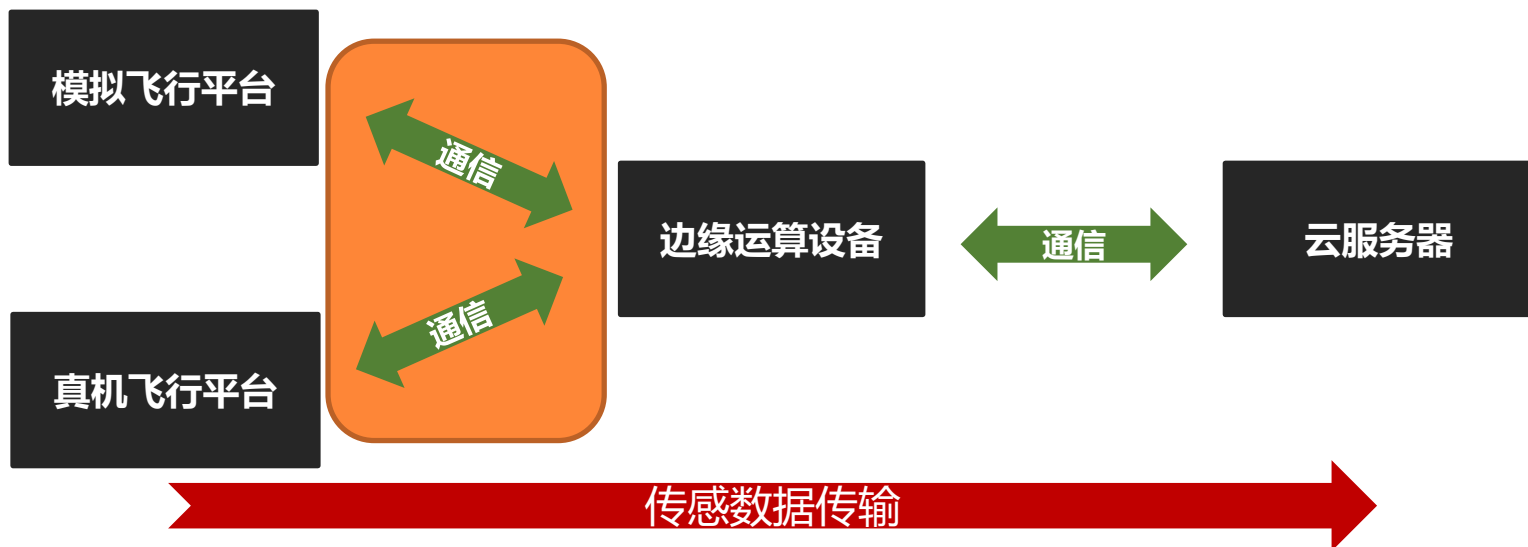 模拟飞行平台
通信
边缘运算设备
通信
云服务器
通信
真机飞行平台
传感数据传输